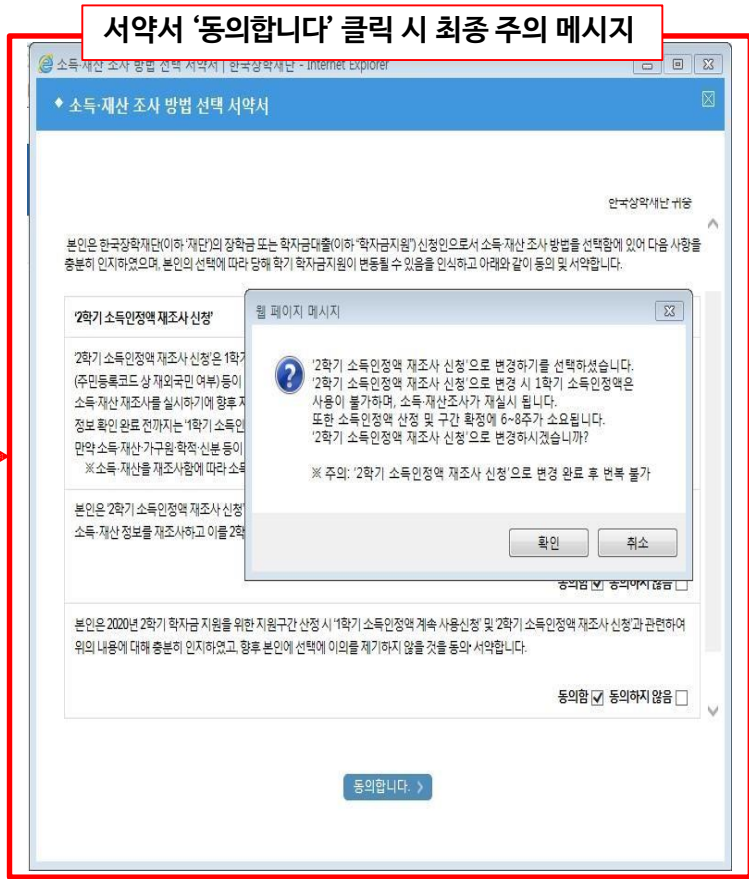 서약서 ‘동의합니다’ 클릭 시 최종 주의 메시지
소득·재산 조사 방법 선택 서약서 | 한국장학재단 - Internet Explorer
소득·재산 조사 방법 선택 서약서
한국장학재단 귀중
본인은 한국장학재단(이하 '재단')의 장학금 또는 학자금대출(이하 “학자금지원”) 신청인으로서 소득·재산 조사 방법을 선택함에 있어 다음 사항을
충분히 인지하였으며, 본인의 선택에 따라 당해 학기 학자금지원이 변동될 수 있음을 인식하고 아래와 같이 동의 및 서약합니다.
'2학기 소득인정액 재조사 신청'
'2학기 소득인정액 재조사 신청'은 1학기
(주민등록코드 상 재외국민 여부) 등이
소득·재산 재조사를 실시하기에 향후
정보 확인 완료 전까지는 '1학기 소득인
만약 소득·재산·가구원·학적·신분 등이
※소득·재산을 재조사함에 따라 소득
본인은 '2학기 소득인정액 재조사 신청'
소득·재산 정보를 재조사하고 이를 2학
웹 페이지 메시지
'2학기 소득인정액 재조사 신청'으로 변경하기를 선택하셨습니다.
'2학기 소득인정액 재조사 신청'으로 변경 시 1학기 소득인정액은
사용이 불가하며, 소득·재산조사가 재실시 됩니다.
또한 소득인정액 산정 및 구간 확정에 6~8주가 소요됩니다.
'2학기 소득인정액 재조사 신청'으로 변경하시겠습니까?
※ 주의: '2학기 소득인정액 재조사 신청'으로 변경 완료 후 번복 불가
확인 취소
동의함 동의하지 않음
본인은 2020년 2학기 학자금 지원을 위한 지원구간 산정 시 '1학기 소득인정액 계속 사용신청' 및 '2학기 소득인정액 재조사 신청'과 관련하여
위의 내용에 대해 충분히 인지하였고, 향후 본인에 선택에 이의를 제기하지 않을 것을 동의·서약합니다.
동의함 동의하지 않음
동의합니다. >